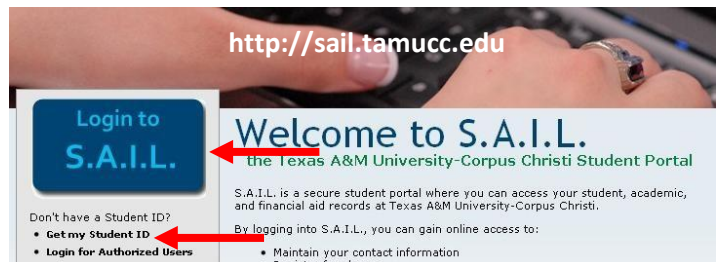 http://sail.tamucc.edu
Login to
S.A.I.L.
Don't have a Student ID?
• Get my Student ID
• Login for Authorized Users
Welcome to S.A.I.L.
the Texas A&M University-Corpus Christi Student Portal
S.A.I.L. is a secure student portal where you can access your student, academic,
and financial aid records at Texas A&M University-Corpus Christi.
By logging into S.A.I.L., you can gain online access to:
• Maintain your contact information